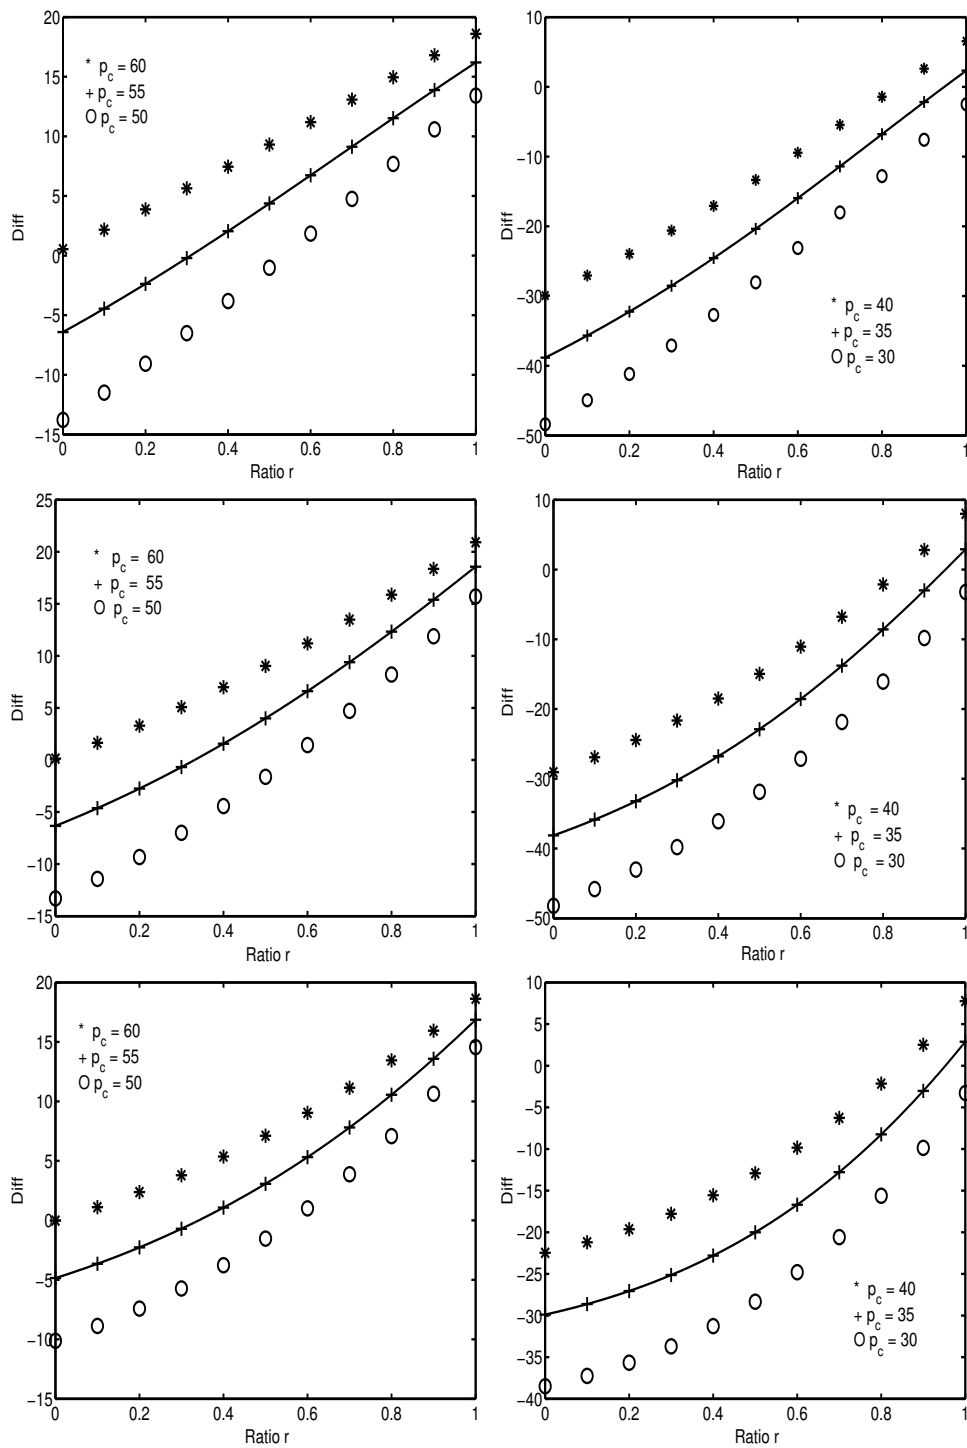 20
15
10
5
0
−5
−10
−15
Diff
* p_c = 60
+ p_c = 55
O p_c = 50
0 0.2 0.4 0.6 0.8 1
Ratio r
10
0
−10
−20
−30
−40
−50
Diff
* p_c = 40
+ p_c = 35
O p_c = 30
0 0.2 0.4 0.6 0.8 1
Ratio r
25
20
15
10
5
0
−5
−10
−15
Diff
* p_c = 60
+ p_c = 55
O p_c = 50
0 0.2 0.4 0.6 0.8 1
Ratio r
10
0
−10
−20
−30
−40
−50
Diff
* p_c = 40
+ p_c = 35
O p_c = 30
0 0.2 0.4 0.6 0.8 1
Ratio r
20
15
10
5
0
−5
−10
−15
Diff
* p_c = 60
+ p_c = 55
O p_c = 50
0 0.2 0.4 0.6 0.8 1
Ratio r
10
5
0
−5
−10
−15
−20
−25
−30
−35
−40
Diff
* p_c = 40
+ p_c = 35
O p_c = 30
0 0.2 0.4 0.6 0.8 1
Ratio r